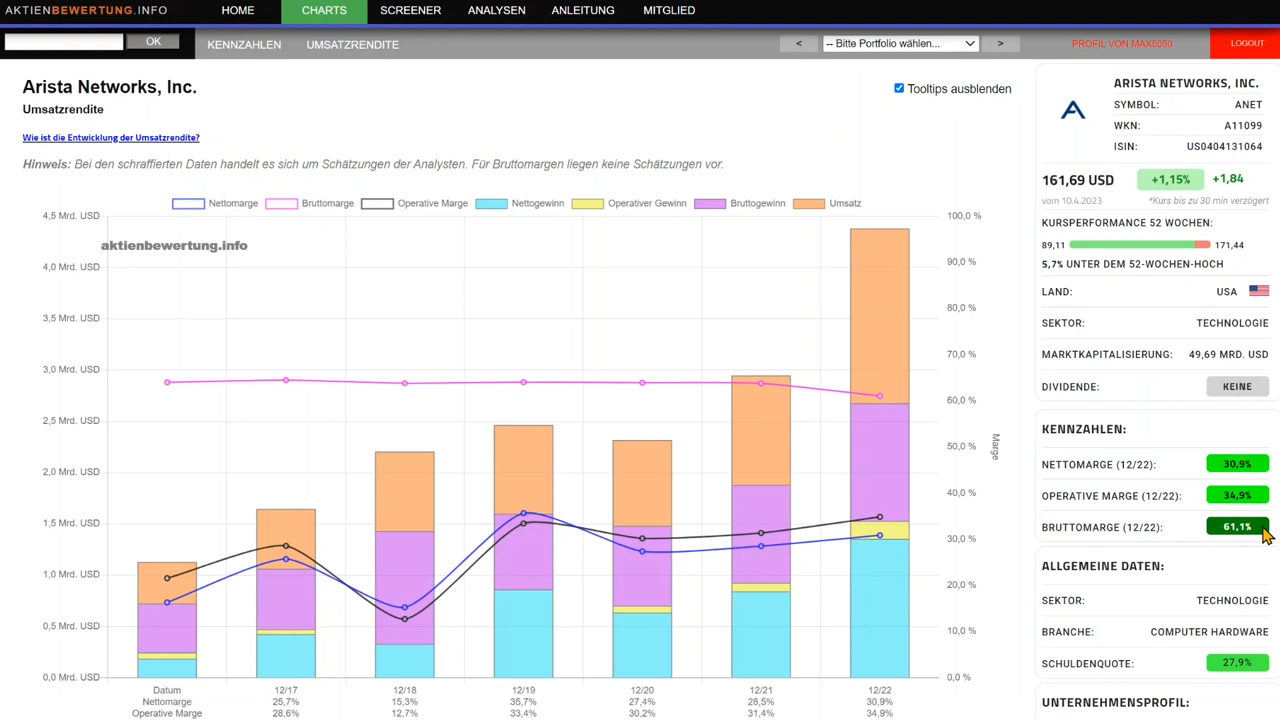 AKTIENBEWERTUNG.INFO
HOME
CHARTS
SCREENER
ANALYSEN
ANLEITUNG
MITGLIED
OK
KENNZAHLEN
UMSATZRENDITE
<
-- Bitte Portfolio wählen...
>
PROFIL VON MAX5050
LOGOUT
Arista Networks, Inc.
Umsatzrendite
Tooltips ausblenden
Wie ist die Entwicklung der Umsatzrendite?
Hinweis: Bei den schraffierten Daten handelt es sich um Schätzungen der Analysten. Für Bruttomargen liegen keine Schätzungen vor.
Nettomarge Bruttomarge Operative Marge Nettogewinn Operativer Gewinn Bruttogewinn Umsatz
aktienbewertung.info
4,5 Mrd. USD
4,0 Mrd. USD
3,5 Mrd. USD
3,0 Mrd. USD
2,5 Mrd. USD
2,0 Mrd. USD
1,5 Mrd. USD
1,0 Mrd. USD
0,5 Mrd. USD
0,0 Mrd. USD
100,0 %
90,0 %
80,0 %
70,0 %
60,0 %
50,0 %
40,0 %
30,0 %
20,0 %
10,0 %
0,0 %
Marge
Datum 12/17 12/18 12/19 12/20 12/21 12/22
Nettomarge 25,7% 15,3% 35,7% 27,4% 28,5% 30,9%
Operative Marge 28,6% 12,7% 33,4% 30,2% 31,4% 34,9%
ARISTA NETWORKS, INC.
SYMBOL: ANET
WKN: A11099
ISIN: US0404131064
161,69 USD +1,15% +1,84
vom 10.4.2023 *Kurs bis zu 30 min verzögert
KURSPERFORMANCE 52 WOCHEN:
89,11 171,44
5,7% UNTER DEM 52-WOCHEN-HOCH
LAND: USA
SEKTOR: TECHNOLOGIE
MARKTKAPITALISIERUNG: 49,69 MRD. USD
DIVIDENDE: KEINE
KENNZAHLEN:
NETTOMARGE (12/22): 30,9%
OPERATIVE MARGE (12/22): 34,9%
BRUTTOMARGE (12/22): 61,1%
ALLGEMEINE DATEN:
SEKTOR: TECHNOLOGIE
BRANCHE: COMPUTER HARDWARE
SCHULDENQUOTE: 27,9%
UNTERNEHMENSPROFIL: